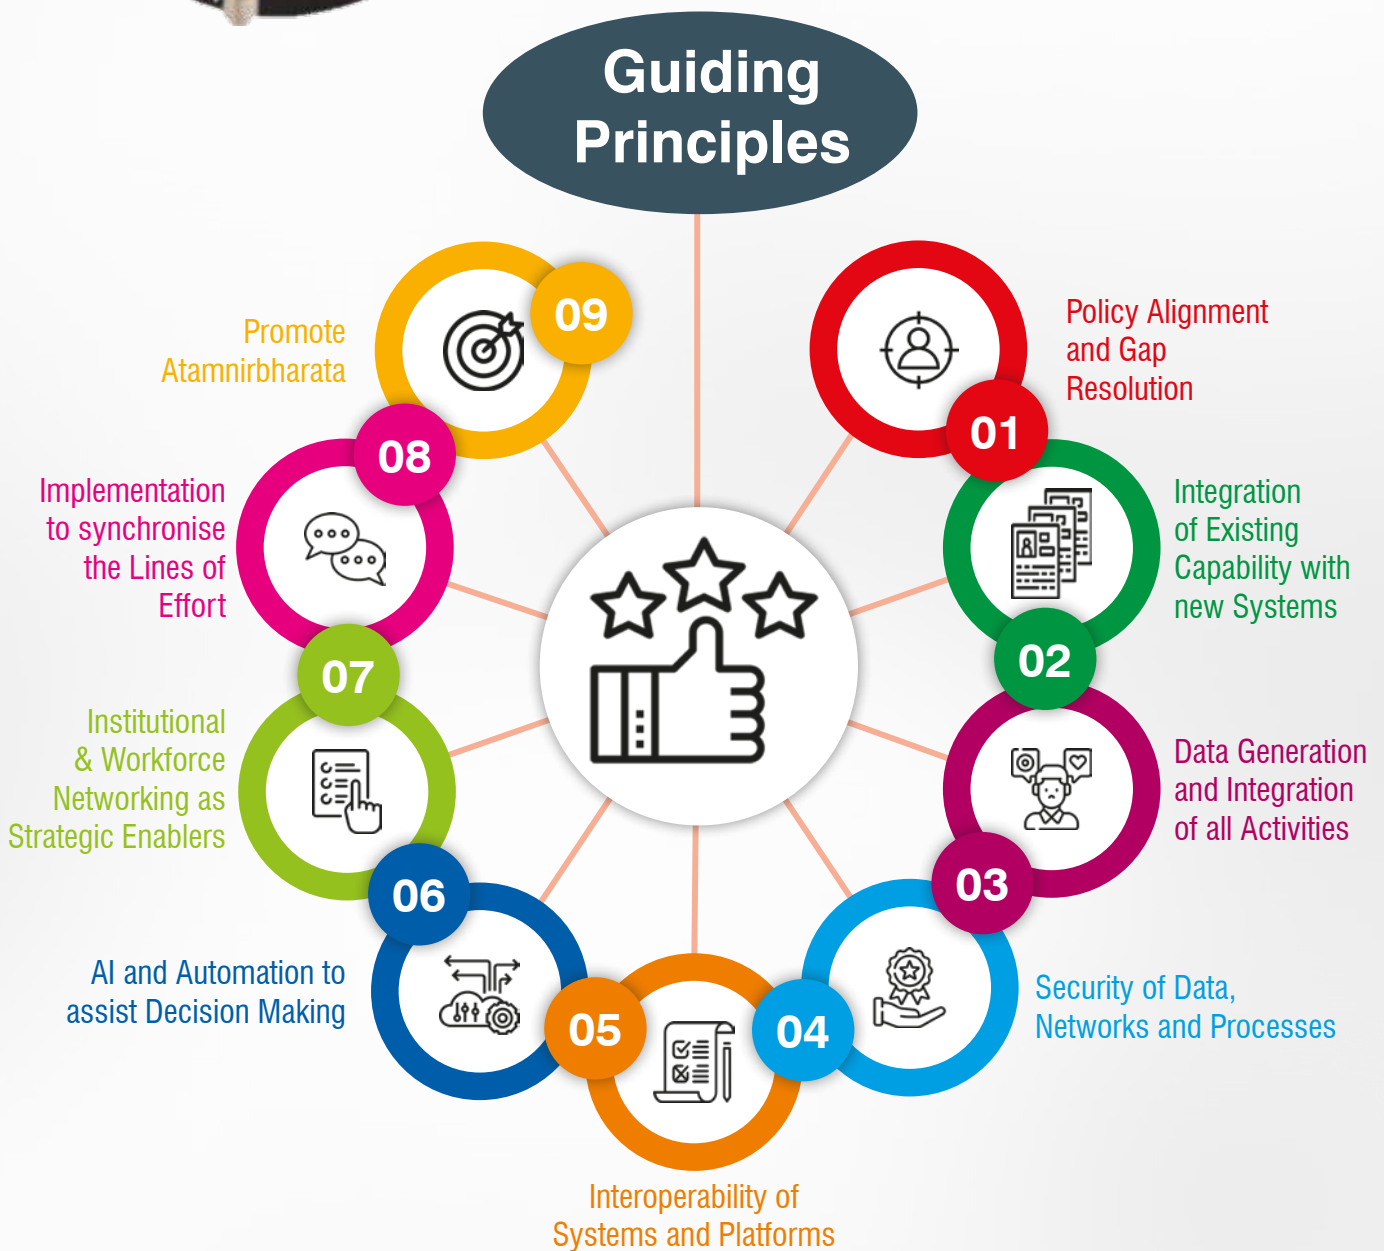 Guiding
Principles
01
Policy Alignment
and Gap
Resolution
02
Integration
of Existing
Capability with
new Systems
03
Data Generation
and Integration
of all Activities
04
Security of Data,
Networks and Processes
05
Interoperability of
Systems and Platforms
06
AI and Automation to
assist Decision Making
07
Institutional
& Workforce
Networking as
Strategic Enablers
08
Implementation
to synchronise
the Lines of
Effort
09
Promote
Atamnirbharata